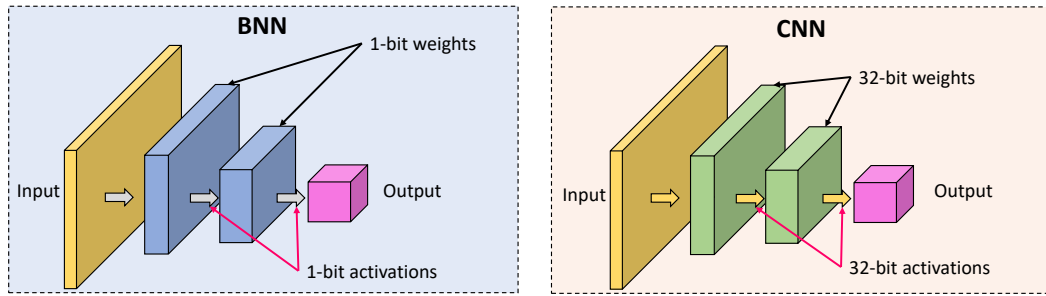 BNN
1-bit weights
Input
Output
1-bit activations
CNN
32-bit weights
Input
Output
32-bit activations